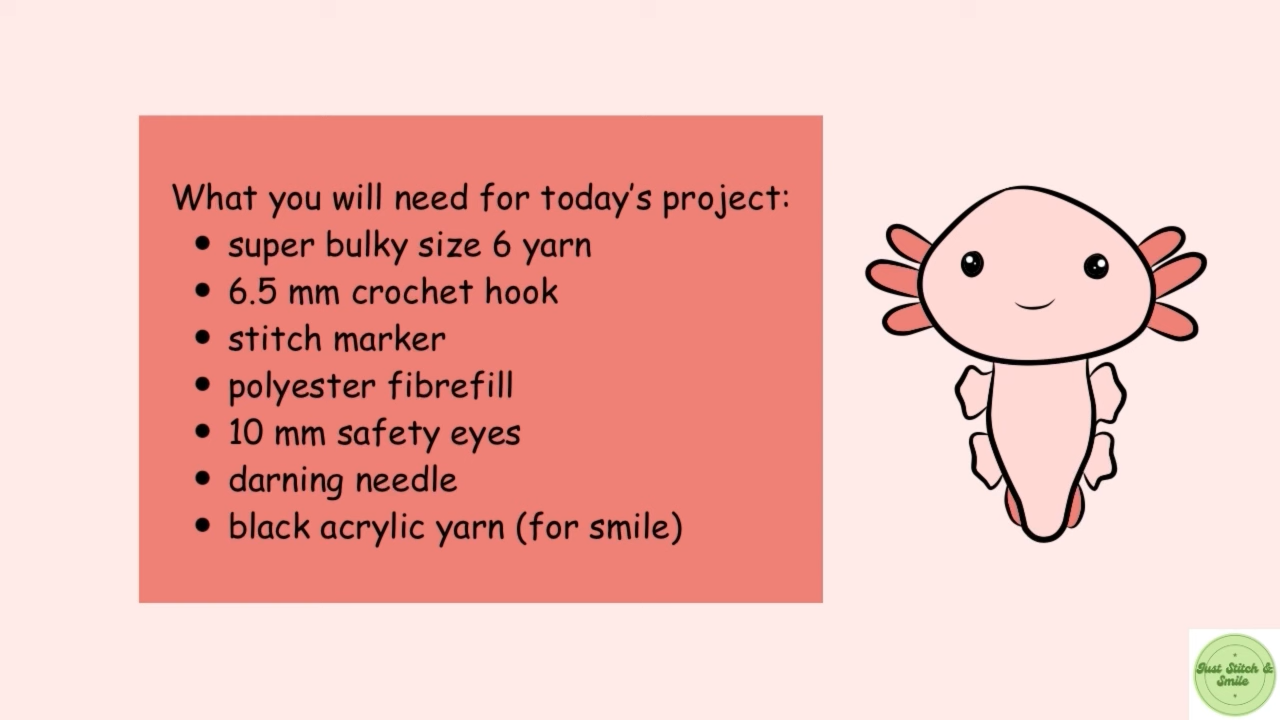 What you will need for today's project:
• super bulky size 6 yarn
• 6.5 mm crochet hook
• stitch marker
• polyester fibrefill
• 10 mm safety eyes
• darning needle
• black acrylic yarn (for smile)
Just Stitch &
Smile